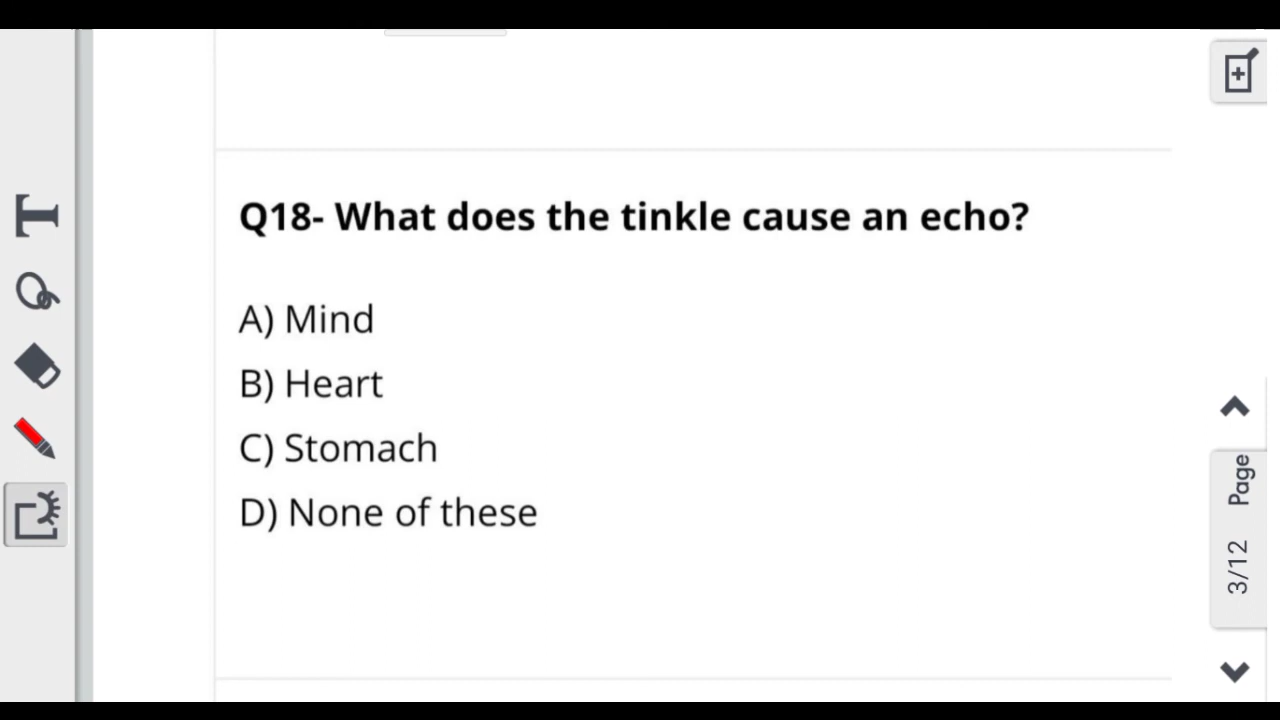 Q18- What does the tinkle cause an echo?
A) Mind
B) Heart
C) Stomach
D) None of these
Page
3/12